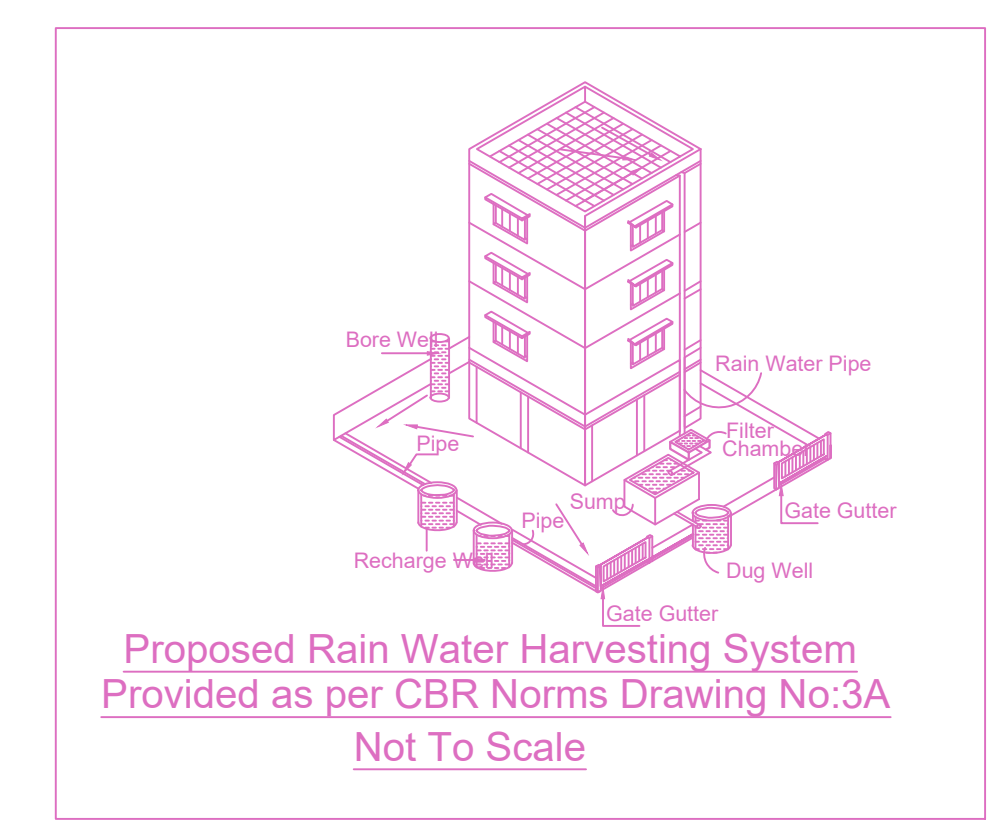 Bore Well
Rain Water Pipe
Filter
Chamber
Pipe
Sump
Gate Gutter
Pipe
Recharge Well
Dug Well
Gate Gutter
Proposed Rain Water Harvesting System
Provided as per CBR Norms Drawing No:3A
Not To Scale